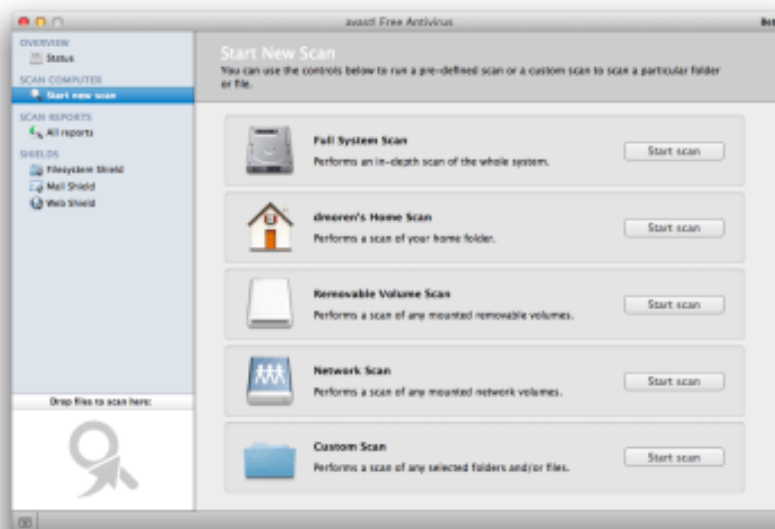 avast! Free Antivirus
OVERVIEW
Status
SCAN COMPUTER
Start new scan
SCAN REPORTS
All reports
SHIELDS
Filesystem Shield
Mail Shield
Web Shield
Drop files to scan here:
Start New Scan
You can use the controls below to run a pre-defined scan or a custom scan to scan a particular folder
or file.
Full System Scan
Performs an in-depth scan of the whole system.
Start scan
dmoren's Home Scan
Performs a scan of your home folder.
Start scan
Removable Volume Scan
Performs a scan of any mounted removable volumes.
Start scan
Network Scan
Performs a scan of any mounted network volumes.
Start scan
Custom Scan
Performs a scan of any selected folders and/or files.
Start scan